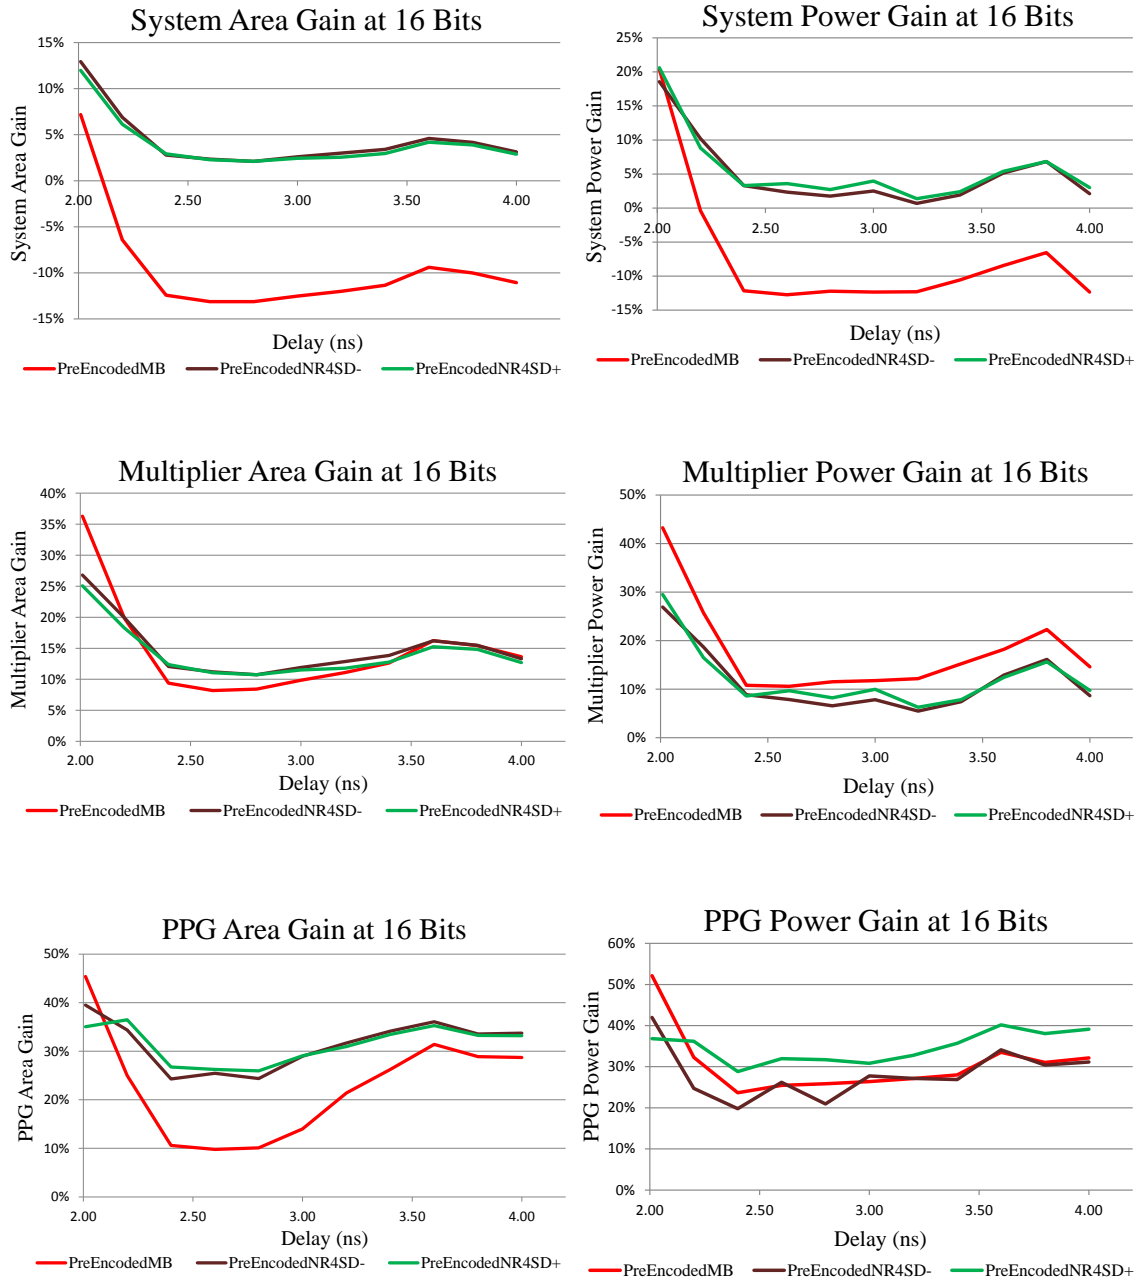 System Area Gain at 16 Bits
15%
10%
5%
0%
-5%
-10%
-15%
2.00 2.50 3.00 3.50 4.00
System Area Gain
Delay (ns)
PreEncodedMB PreEncodedNR4SD- PreEncodedNR4SD+
System Power Gain at 16 Bits
25%
20%
15%
10%
5%
0%
-5%
-10%
-15%
2.00 2.50 3.00 3.50 4.00
System Power Gain
Delay (ns)
PreEncodedMB PreEncodedNR4SD- PreEncodedNR4SD+
Multiplier Area Gain at 16 Bits
40%
35%
30%
25%
20%
15%
10%
5%
0%
2.00 2.50 3.00 3.50 4.00
Multiplier Area Gain
Delay (ns)
PreEncodedMB PreEncodedNR4SD- PreEncodedNR4SD+
Multiplier Power Gain at 16 Bits
50%
40%
30%
20%
10%
0%
2.00 2.50 3.00 3.50 4.00
Multiplier Power Gain
Delay (ns)
PreEncodedMB PreEncodedNR4SD- PreEncodedNR4SD+
PPG Area Gain at 16 Bits
50%
40%
30%
20%
10%
0%
2.00 2.50 3.00 3.50 4.00
PPG Area Gain
Delay (ns)
PreEncodedMB PreEncodedNR4SD- PreEncodedNR4SD+
PPG Power Gain at 16 Bits
60%
50%
40%
30%
20%
10%
0%
2.00 2.50 3.00 3.50 4.00
PPG Power Gain
Delay (ns)
PreEncodedMB PreEncodedNR4SD- PreEncodedNR4SD+